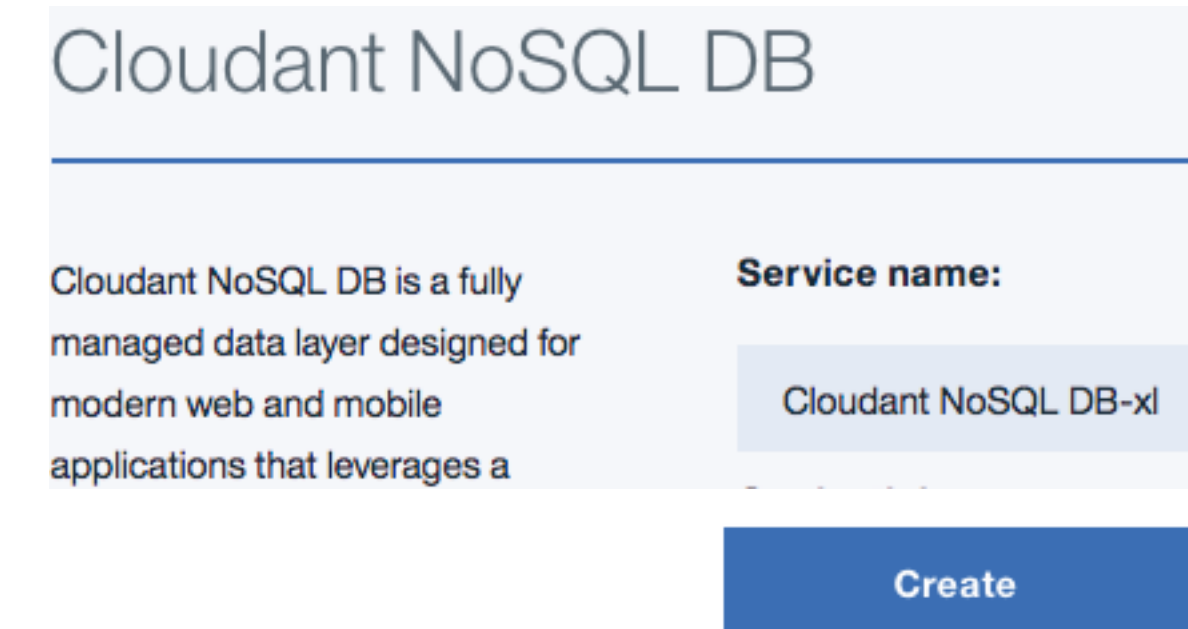 Cloudant NoSQL DB
Cloudant NoSQL DB is a fully
managed data layer designed for
modern web and mobile
applications that leverages a
Service name:
Cloudant NoSQL DB-xl
Create